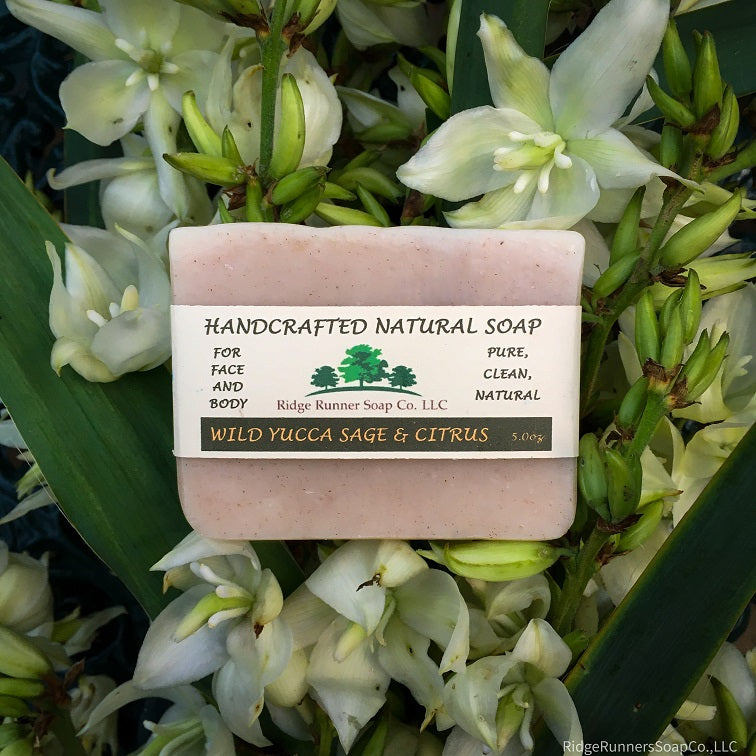 HANDCRAFTED NATURAL SOAP
FOR
FACE
AND
BODY
PURE,
CLEAN,
NATURAL
Ridge Runner Soap Co. LLC
WILD YUCCA SAGE & CITRUS 5.0oz
RidgeRunnersSoapCo.,LLC